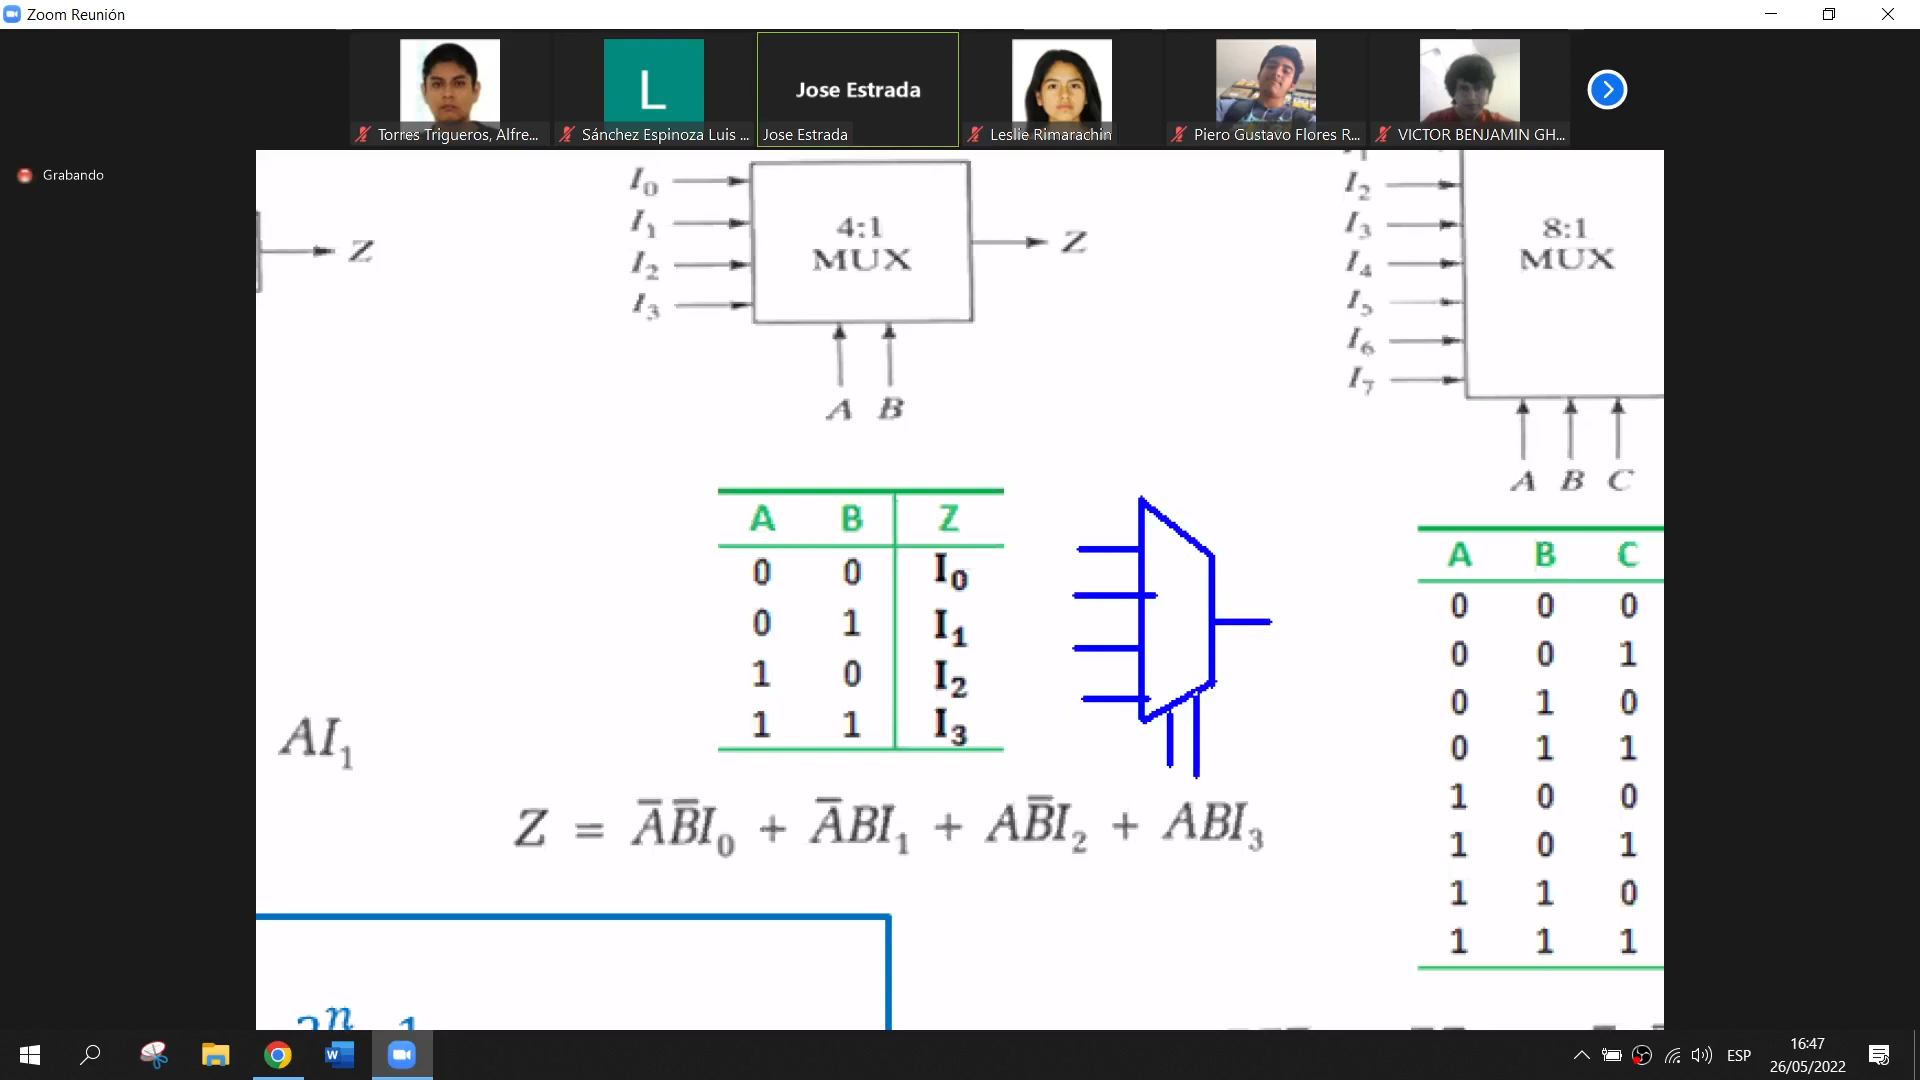 Zoom Reunión
L
Jose Estrada
Torres Trigueros, Alfre...
Sánchez Espinoza Luis ...
Jose Estrada
Leslie Rimarachin
Piero Gustavo Flores R...
VICTOR BENJAMIN GH...
Grabando
Z
I₀
I₁
I₂
I₃
4:1
MUX
Z
A B
I₂
I₃
I₄
I₅
I₆
I₇
8:1
MUX
A B C
A B Z
0 0 I₀
0 1 I₁
1 0 I₂
1 1 I₃
A B C
0 0 0
0 0 1
0 1 0
0 1 1
1 0 0
1 0 1
1 1 0
1 1 1
AI₁
Z = A̅B̅I₀ + A̅BI₁ + AB̅I₂ + ABI₃
ESP
16:47
26/05/2022